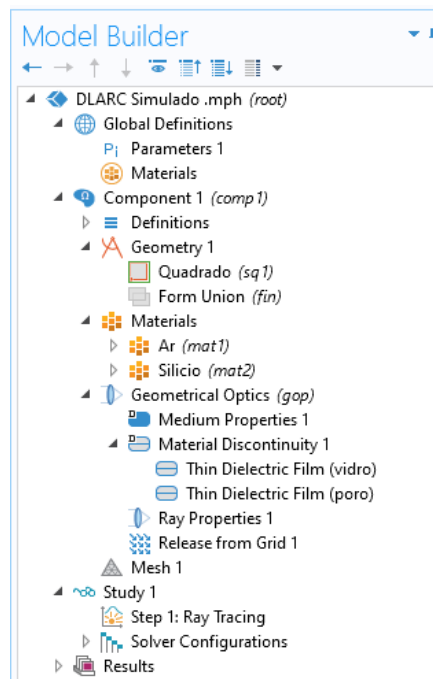 Model Builder
DLARC Simulado .mph (root)
Global Definitions
Pi Parameters 1
Materials
Component 1 (comp1)
Definitions
Geometry 1
Quadrado (sq1)
Form Union (fin)
Materials
Ar (mat1)
Silicio (mat2)
Geometrical Optics (gop)
Medium Properties 1
Material Discontinuity 1
Thin Dielectric Film (vidro)
Thin Dielectric Film (poro)
Ray Properties 1
Release from Grid 1
Mesh 1
Study 1
Step 1: Ray Tracing
Solver Configurations
Results